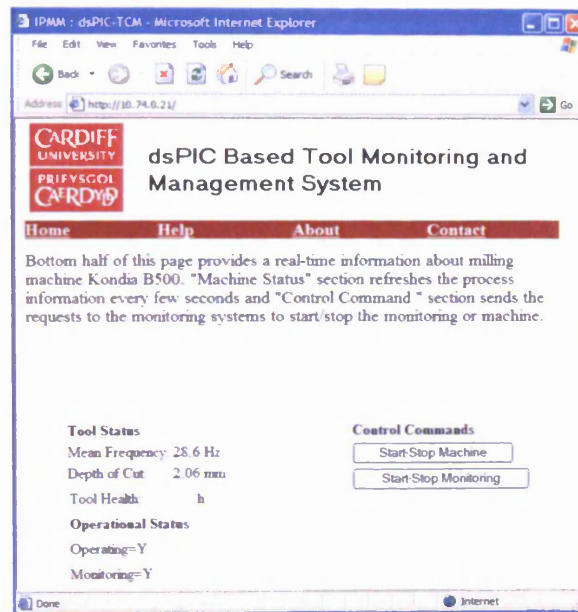 IPMM : dsPIC-TCM - Microsoft Internet Explorer
File Edit View Favorites Tools Help
Back Search
Address http://10.74.0.21/ Go
CARDIFF
UNIVERSITY
PRIFYSGOL
CAERDYD
dsPIC Based Tool Monitoring and
Management System
Home Help About Contact
Bottom half of this page provides a real-time information about milling
machine Kondia B500. "Machine Status" section refreshes the process
information every few seconds and "Control Command " section sends the
requests to the monitoring systems to start/stop the monitoring or machine.
Tool Status
Mean Frequency 28.6 Hz
Depth of Cut 2.06 mm
Tool Health h
Operational Status
Operating=Y
Monitoring=Y
Control Commands
Start-Stop Machine
Start-Stop Monitoring
Done Internet